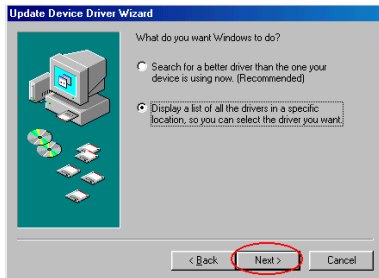 Update Device Driver Wizard
What do you want Windows to do?
Search for a better driver than the one your
device is using now. (Recommended)
Display a list of all the drivers in a specific
location, so you can select the driver you want.
< Back
Next >
Cancel